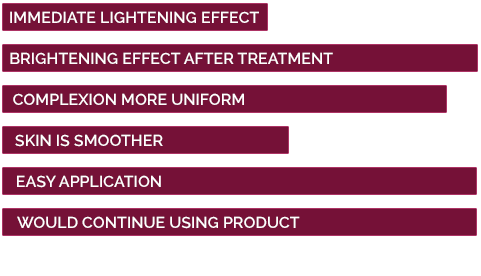 IMMEDIATE LIGHTENING EFFECT
BRIGHTENING EFFECT AFTER TREATMENT
COMPLEXION MORE UNIFORM
SKIN IS SMOOTHER
EASY APPLICATION
WOULD CONTINUE USING PRODUCT